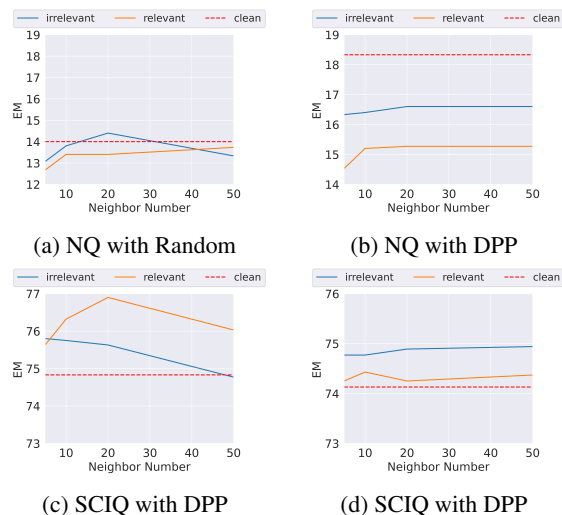 irrelevant relevant clean
19
18
17
16
15
14
13
12
EM
10 20 30 40 50
Neighbor Number
(a) NQ with Random
irrelevant relevant clean
19
18
17
16
15
14
EM
10 20 30 40 50
Neighbor Number
(b) NQ with DPP
irrelevant relevant clean
77
76
75
74
73
EM
10 20 30 40 50
Neighbor Number
(c) SCIQ with DPP
irrelevant relevant clean
76
75
74
73
EM
10 20 30 40 50
Neighbor Number
(d) SCIQ with DPP